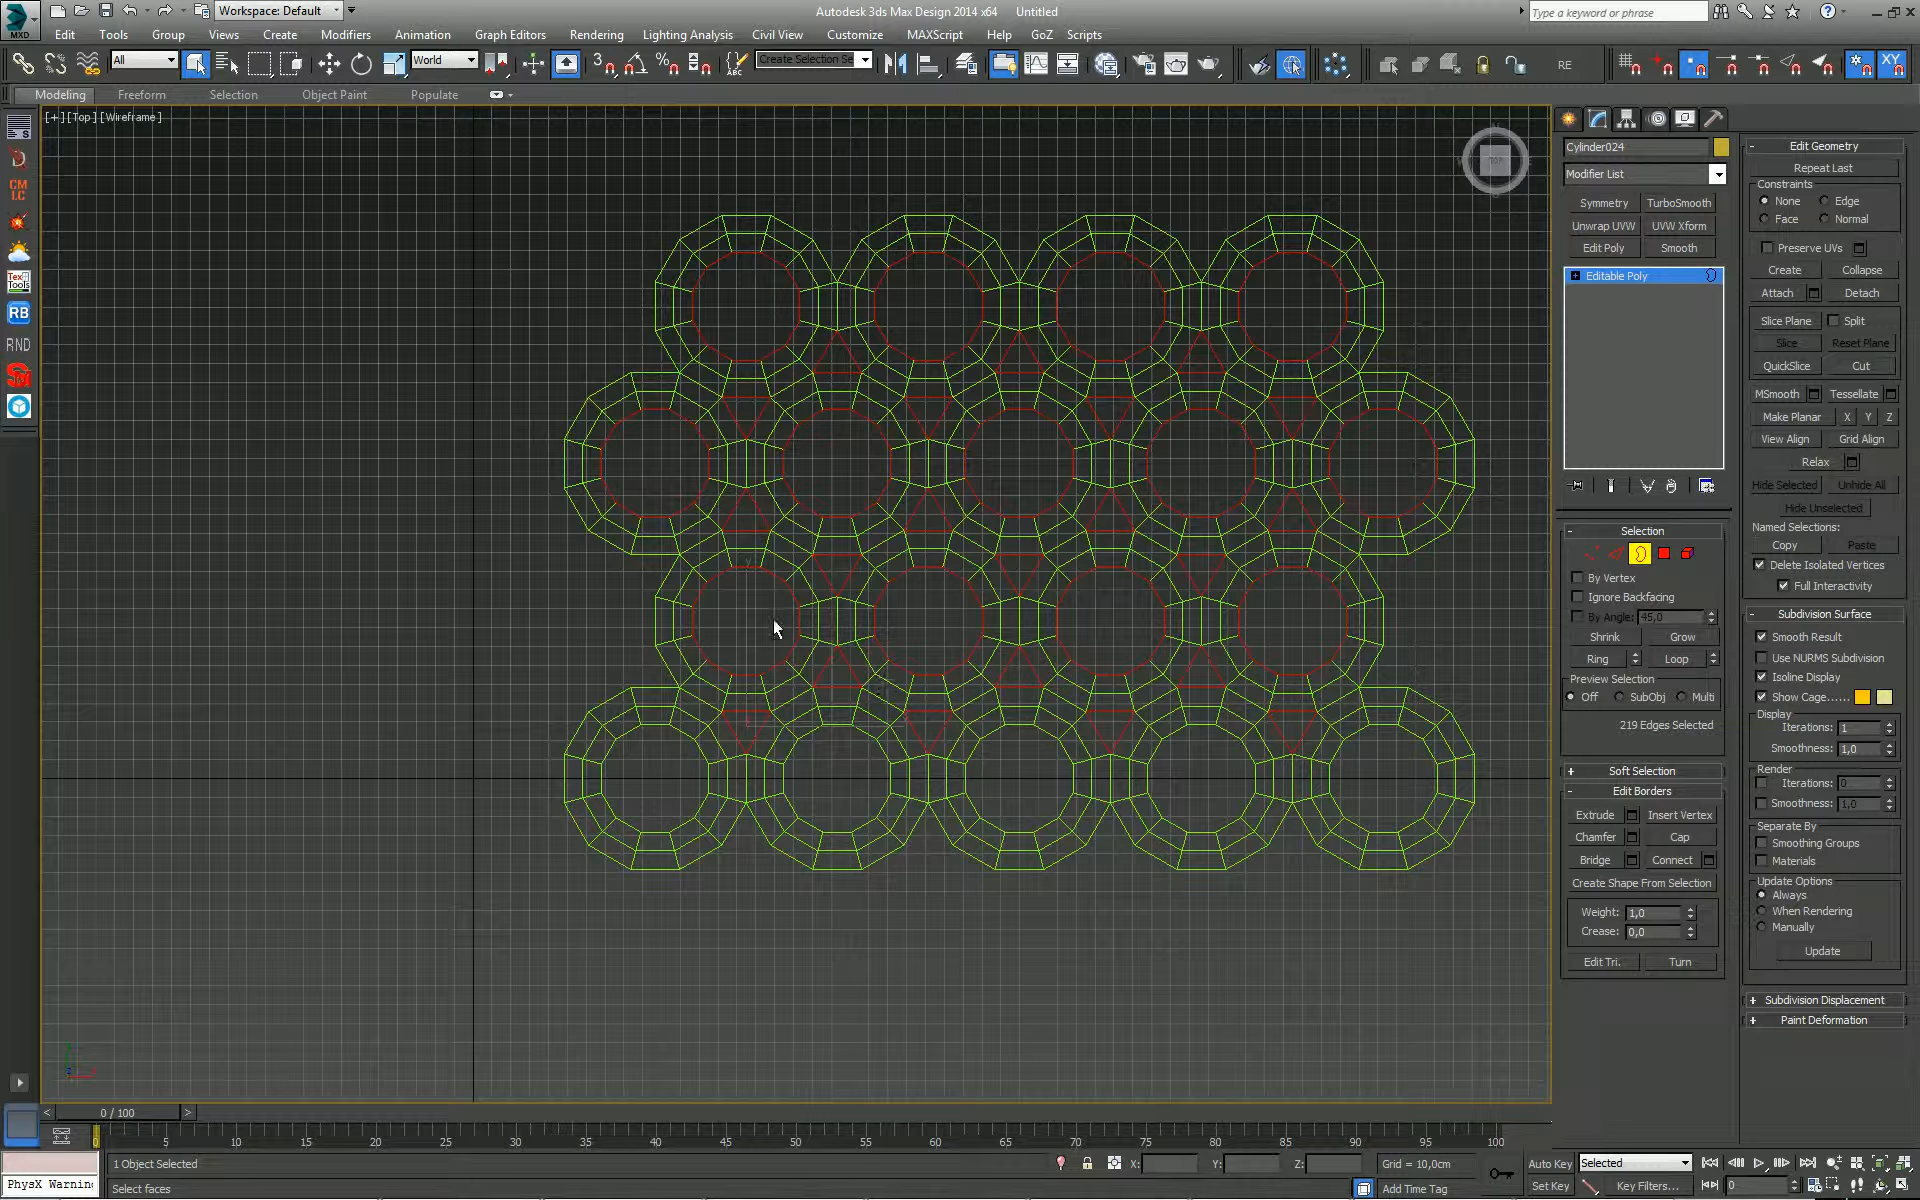 Workspace: Default
Autodesk 3ds Max Design 2014 x64 Untitled
Type a keyword or phrase
MXD
Edit Tools Group Views Create Modifiers Animation Graph Editors Rendering Lighting Analysis Civil View Customize MAXScript Help GoZ Scripts
All
World
Create Selection Se
RE
XY
Modeling Freeform Selection Object Paint Populate
[+] [Top] [Wireframe]
TOP
CM
LC
Tex
Tools
RB
RND
Cylinder024
Modifier List
Symmetry TurboSmooth
Unwrap UVW UVW Xform
Edit Poly Smooth
Editable Poly
Selection
By Vertex
Ignore Backfacing
By Angle: 45,0
Shrink Grow
Ring Loop
Preview Selection
Off SubObj Multi
219 Edges Selected
Soft Selection
Edit Borders
Extrude Insert Vertex
Chamfer Cap
Bridge Connect
Create Shape From Selection
Weight: 1,0
Crease: 0,0
Edit Tri. Turn
Edit Geometry
Repeat Last
Constraints
None Edge
Face Normal
Preserve UVs
Create Collapse
Attach Detach
Slice Plane Split
Slice Reset Plane
QuickSlice Cut
MSmooth Tessellate
Make Planar X Y Z
View Align Grid Align
Relax
Hide Selected Unhide All
Hide Unselected
Named Selections:
Copy Paste
Delete Isolated Vertices
Full Interactivity
Subdivision Surface
Smooth Result
Use NURMS Subdivision
Isoline Display
Show Cage......
Display
Iterations: 1
Smoothness: 1,0
Render
Iterations: 0
Smoothness: 1,0
Separate By
Smoothing Groups
Materials
Update Options
Always
When Rendering
Manually
Update
Subdivision Displacement
Paint Deformation
0 / 100
0 5 10 15 20 25 30 35 40 45 50 55 60 65 70 75 80 85 90 95 100
1 Object Selected
X: Y: Z: Grid = 10,0cm
Auto Key Selected
PhysX Warning
Select faces
Add Time Tag
Set Key Key Filters... 0